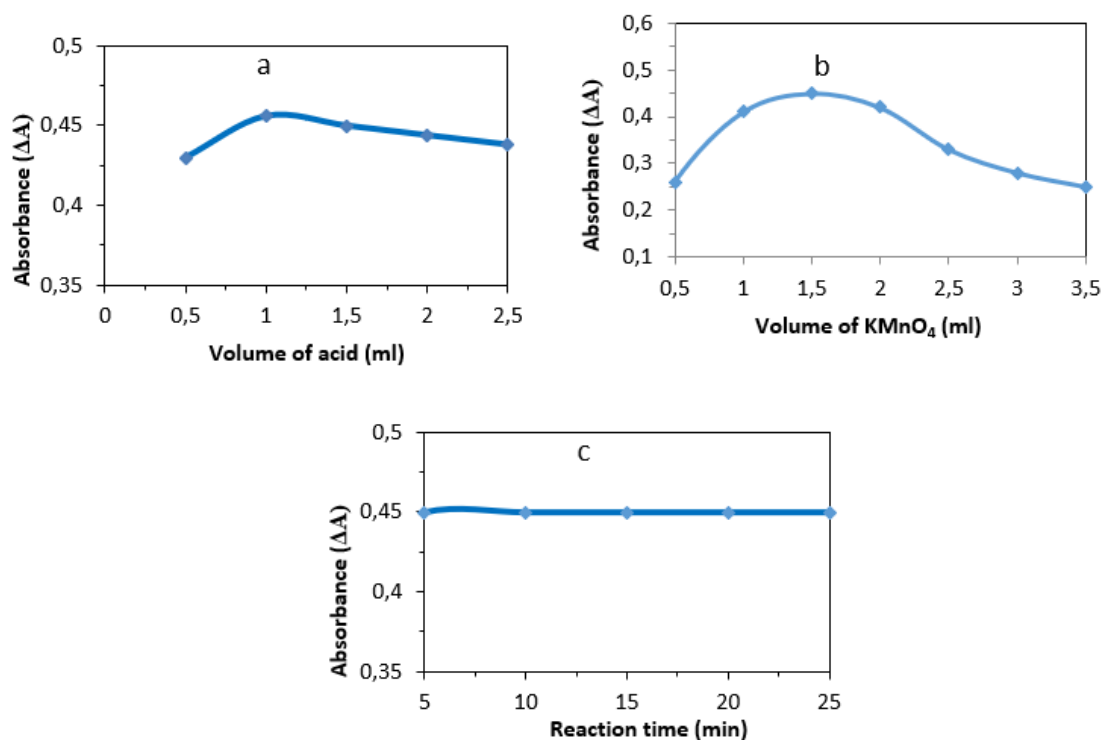 a
Absorbance (ΔA)
0,5
0,45
0,4
0,35
0 0,5 1 1,5 2 2,5
Volume of acid (ml)
b
Absorbance (ΔA)
0,6
0,5
0,4
0,3
0,2
0,1
0,5 1 1,5 2 2,5 3 3,5
Volume of KMnO₄ (ml)
c
Absorbance (ΔA)
0,5
0,45
0,4
0,35
5 10 15 20 25
Reaction time (min)